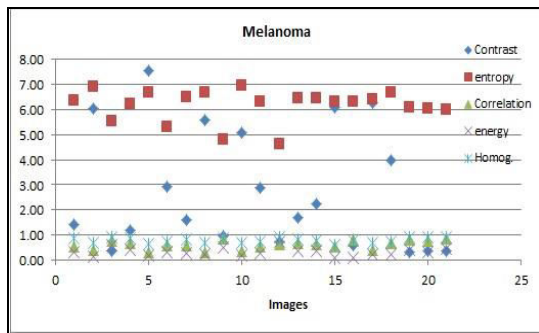 Melanoma
8.00
7.00
6.00
5.00
4.00
3.00
2.00
1.00
0.00
0 5 10 15 20 25
Images
Contrast
entropy
Correlation
energy
Homog.